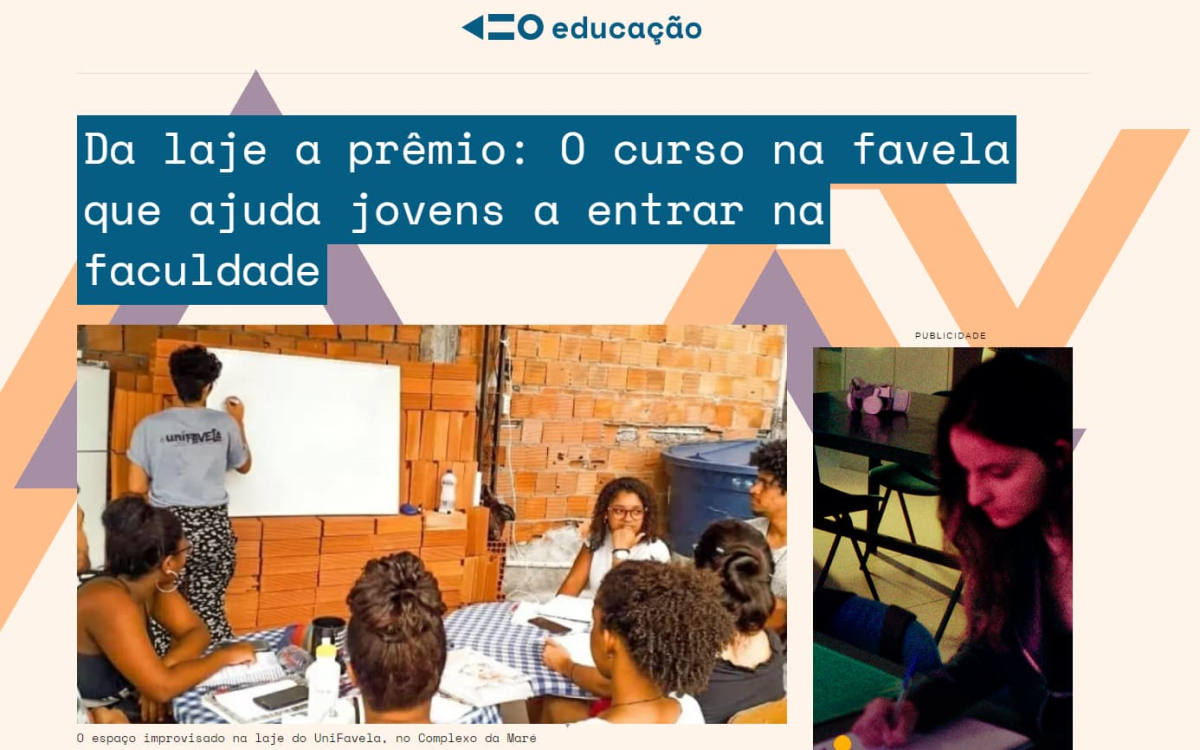 educação
Da laje a prêmio: O curso na favela
que ajuda jovens a entrar na
faculdade
PUBLICIDADE
uniFAVELA
O espaço improvisado na laje do UniFavela, no Complexo da Maré